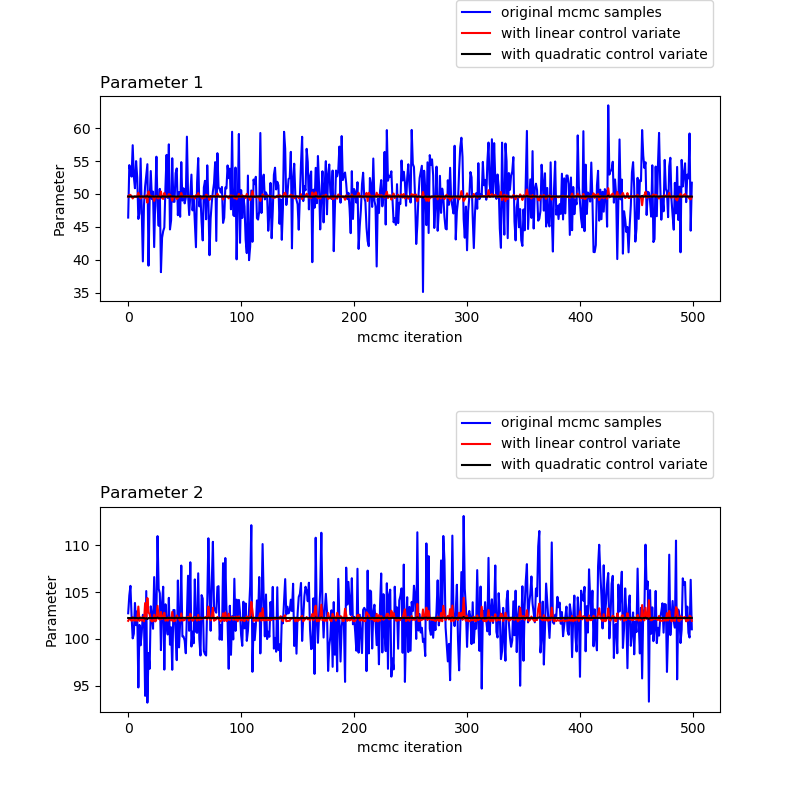 original mcmc samples
with linear control variate
with quadratic control variate
Parameter 1
60
55
50
45
40
35
Parameter
0 100 200 300 400 500
mcmc iteration
original mcmc samples
with linear control variate
with quadratic control variate
Parameter 2
110
105
100
95
Parameter
0 100 200 300 400 500
mcmc iteration